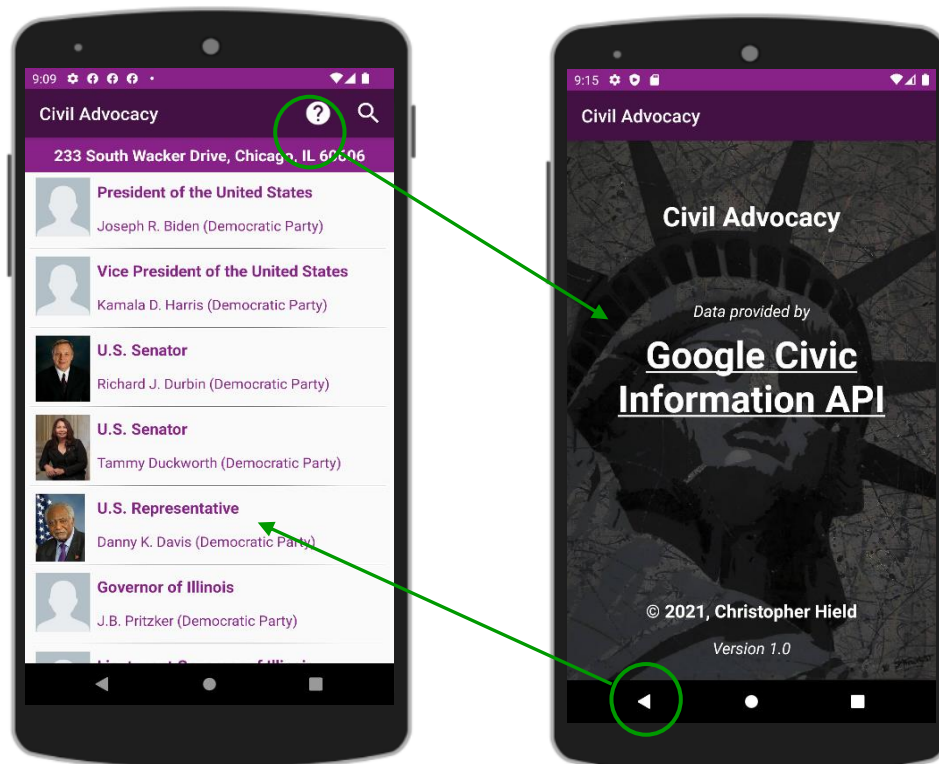 9:09
Civil Advocacy
233 South Wacker Drive, Chicago, IL 60606
President of the United States
Joseph R. Biden (Democratic Party)
Vice President of the United States
Kamala D. Harris (Democratic Party)
U.S. Senator
Richard J. Durbin (Democratic Party)
U.S. Senator
Tammy Duckworth (Democratic Party)
U.S. Representative
Danny K. Davis (Democratic Party)
Governor of Illinois
J.B. Pritzker (Democratic Party)
9:15
Civil Advocacy
Civil Advocacy
Data provided by
Google Civic
Information API
© 2021, Christopher Hield
Version 1.0